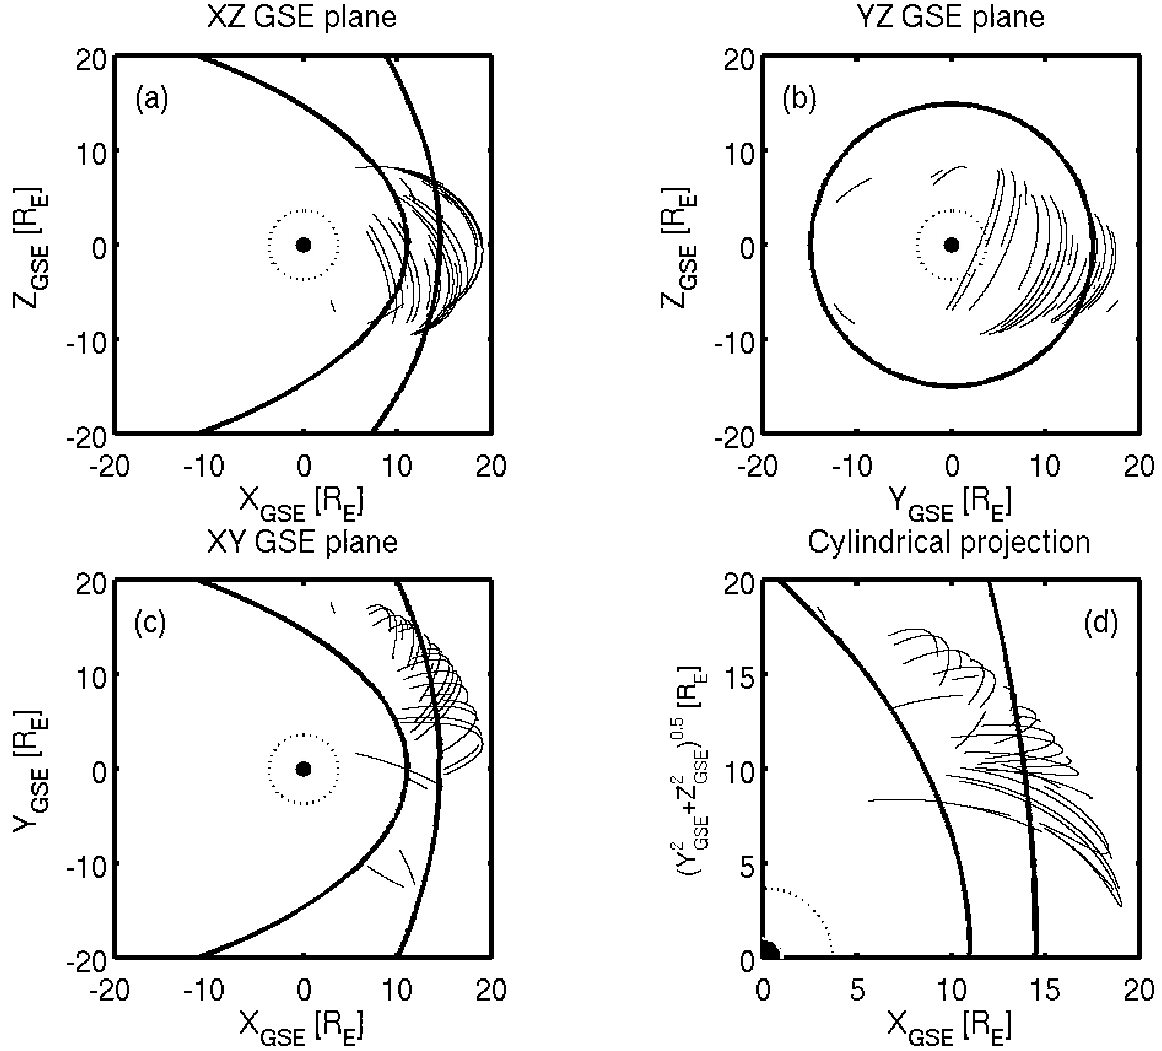 XZ GSE plane
YZ GSE plane
(a)
20
10
0
-10
-20
Z_GSE [R_E]
-20 -10 0 10 20
X_GSE [R_E]
(b)
20
10
0
-10
-20
Z_GSE [R_E]
-20 -10 0 10 20
Y_GSE [R_E]
XY GSE plane
Cylindrical projection
(c)
20
10
0
-10
-20
Y_GSE [R_E]
-20 -10 0 10 20
X_GSE [R_E]
(d)
20
15
10
5
0
(Y²_GSE+Z²_GSE)^0.5 [R_E]
0 5 10 15 20
X_GSE [R_E]